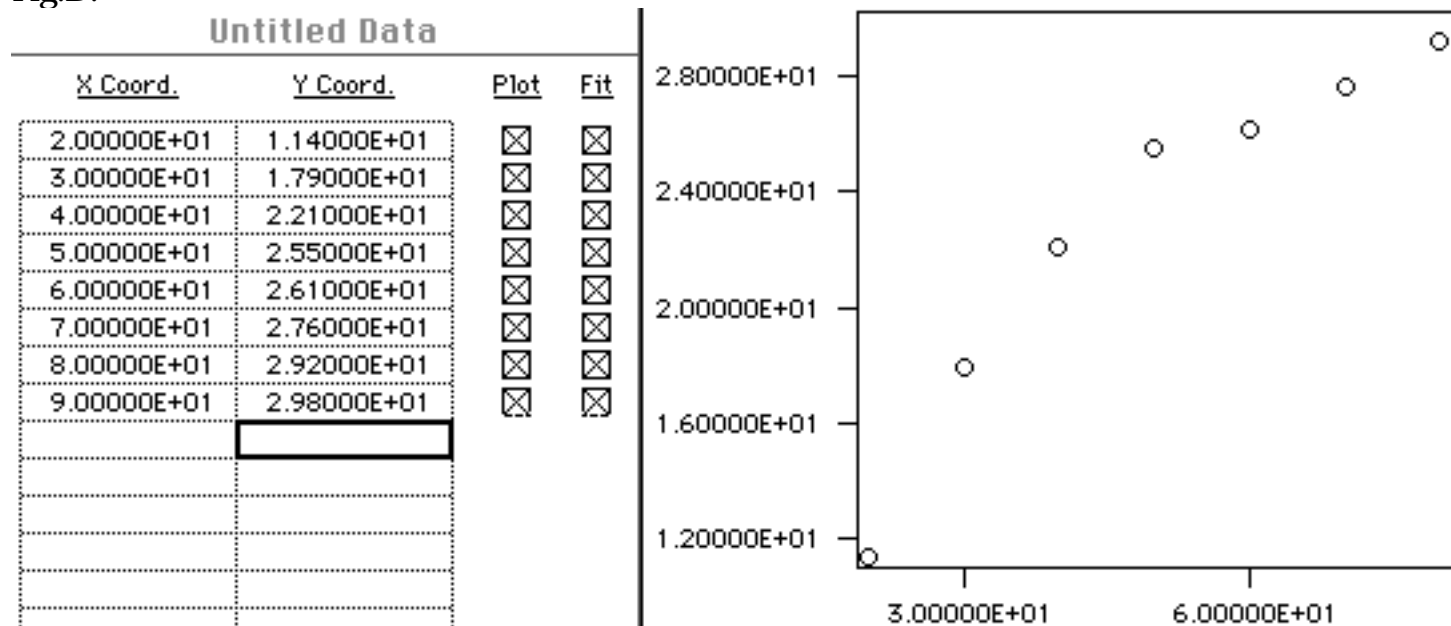 Untitled Data
X Coord. Y Coord. Plot Fit
2.00000E+01 1.14000E+01
3.00000E+01 1.79000E+01
4.00000E+01 2.21000E+01
5.00000E+01 2.55000E+01
6.00000E+01 2.61000E+01
7.00000E+01 2.76000E+01
8.00000E+01 2.92000E+01
9.00000E+01 2.98000E+01
2.80000E+01
2.40000E+01
2.00000E+01
1.60000E+01
1.20000E+01
3.00000E+01 6.00000E+01